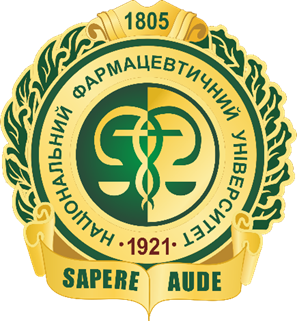 1805
НАЦІОНАЛЬНИЙ ФАРМАЦЕВТИЧНИЙ УНІВЕРСИТЕТ
· 1921 ·
SAPERE AUDE